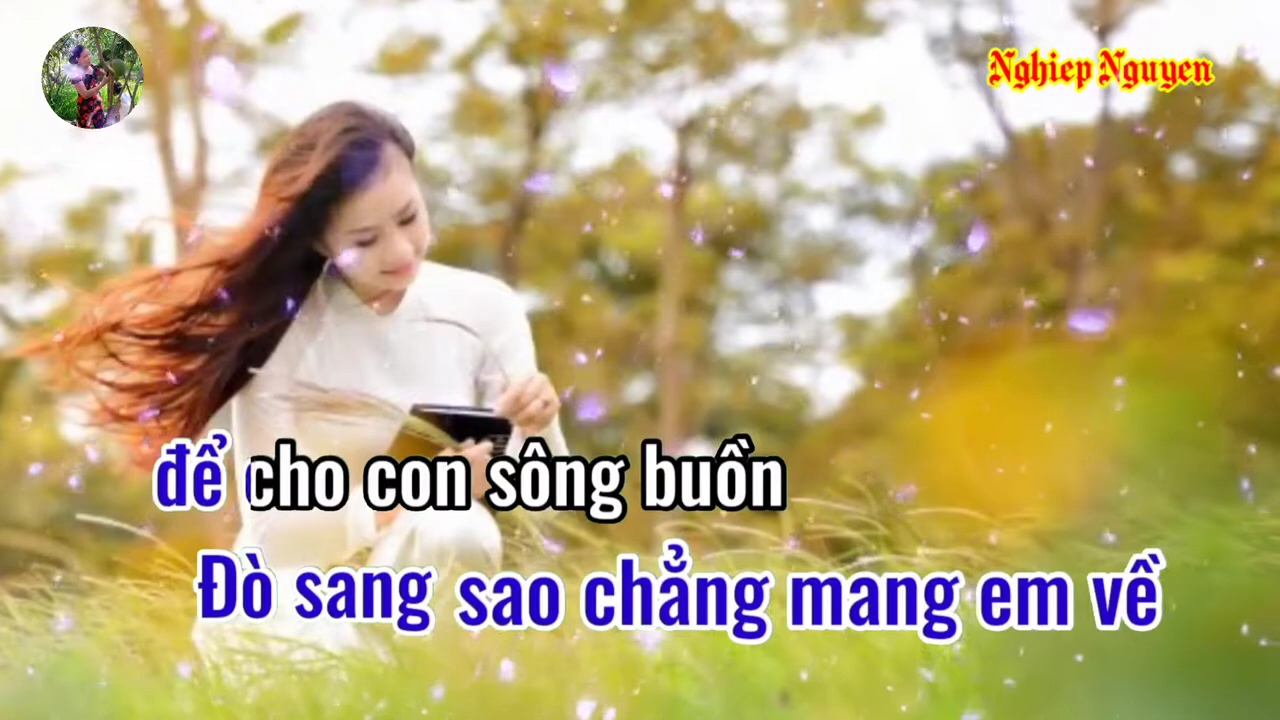 Nghiep Nguyen
để cho con sông buồn
Đò sang sao chẳng mang em về